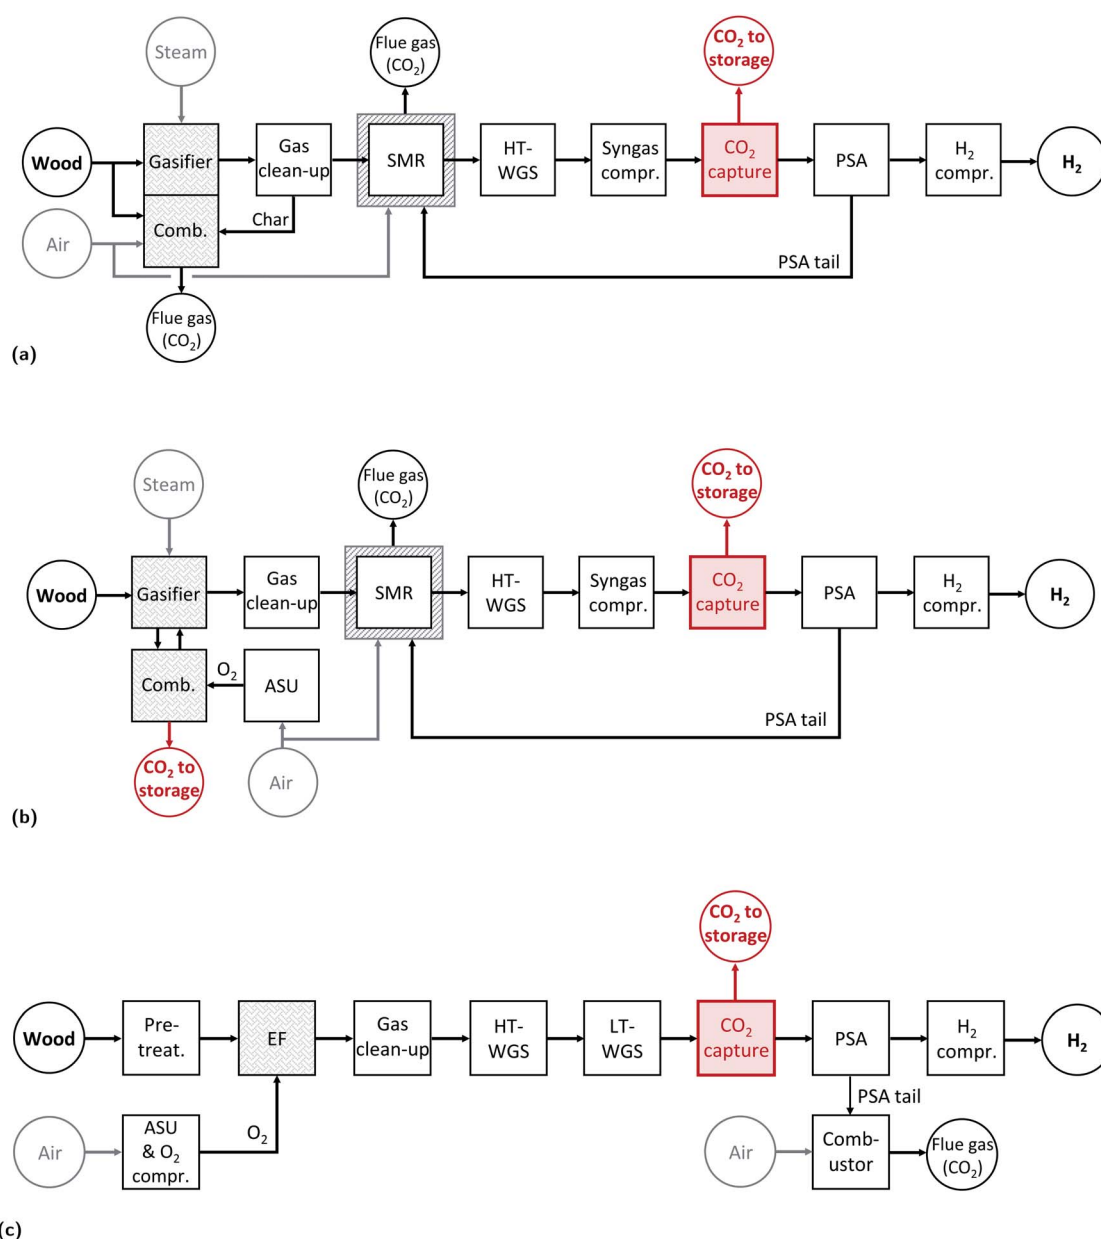 Steam
Flue gas
(CO₂)
CO₂ to
storage
Wood
Gasifier
Gas
clean-up
SMR
HT-
WGS
Syngas
compr.
CO₂
capture
PSA
H₂
compr.
H₂
Air
Comb.
Char
PSA tail
Flue gas
(CO₂)
(a)
Steam
Flue gas
(CO₂)
CO₂ to
storage
Wood
Gasifier
Gas
clean-up
SMR
HT-
WGS
Syngas
compr.
CO₂
capture
PSA
H₂
compr.
H₂
Comb.
O₂
ASU
PSA tail
CO₂ to
storage
Air
(b)
CO₂ to
storage
Wood
Pre-
treat.
EF
Gas
clean-up
HT-
WGS
LT-
WGS
CO₂
capture
PSA
H₂
compr.
H₂
PSA tail
Air
ASU
& O₂
compr.
O₂
Air
Comb-
ustor
Flue gas
(CO₂)
(c)